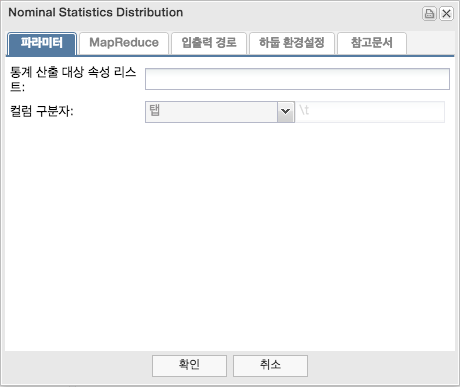 Nominal Statistics Distribution
파라미터 MapReduce 입출력 경로 하둡 환경설정 참고문서
통계 산출 대상 속성 리스
트:
컬럼 구분자: 탭 \t
확인 취소